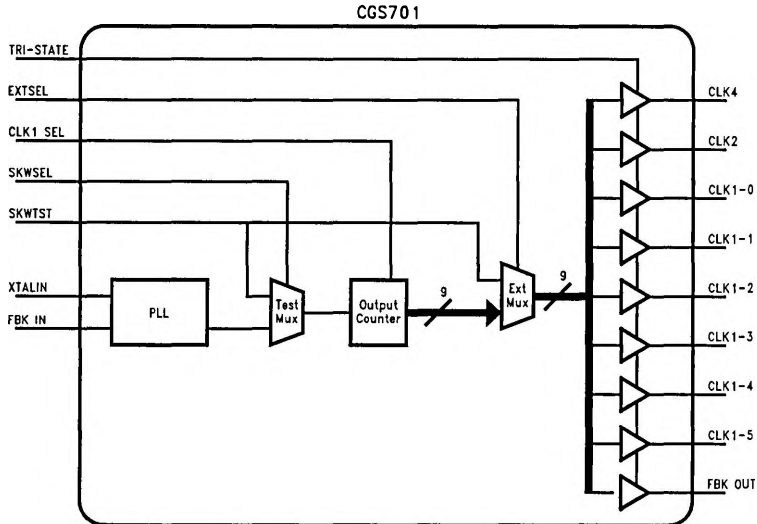 CGS701
TRI-STATE
EXTSEL
CLK1 SEL
SKWSEL
SKWTST
XTALIN
FBK IN
PLL
Test
Mux
Output
Counter
9
Ext
Mux
9
CLK4
CLK2
CLK1-0
CLK1-1
CLK1-2
CLK1-3
CLK1-4
CLK1-5
FBK OUT